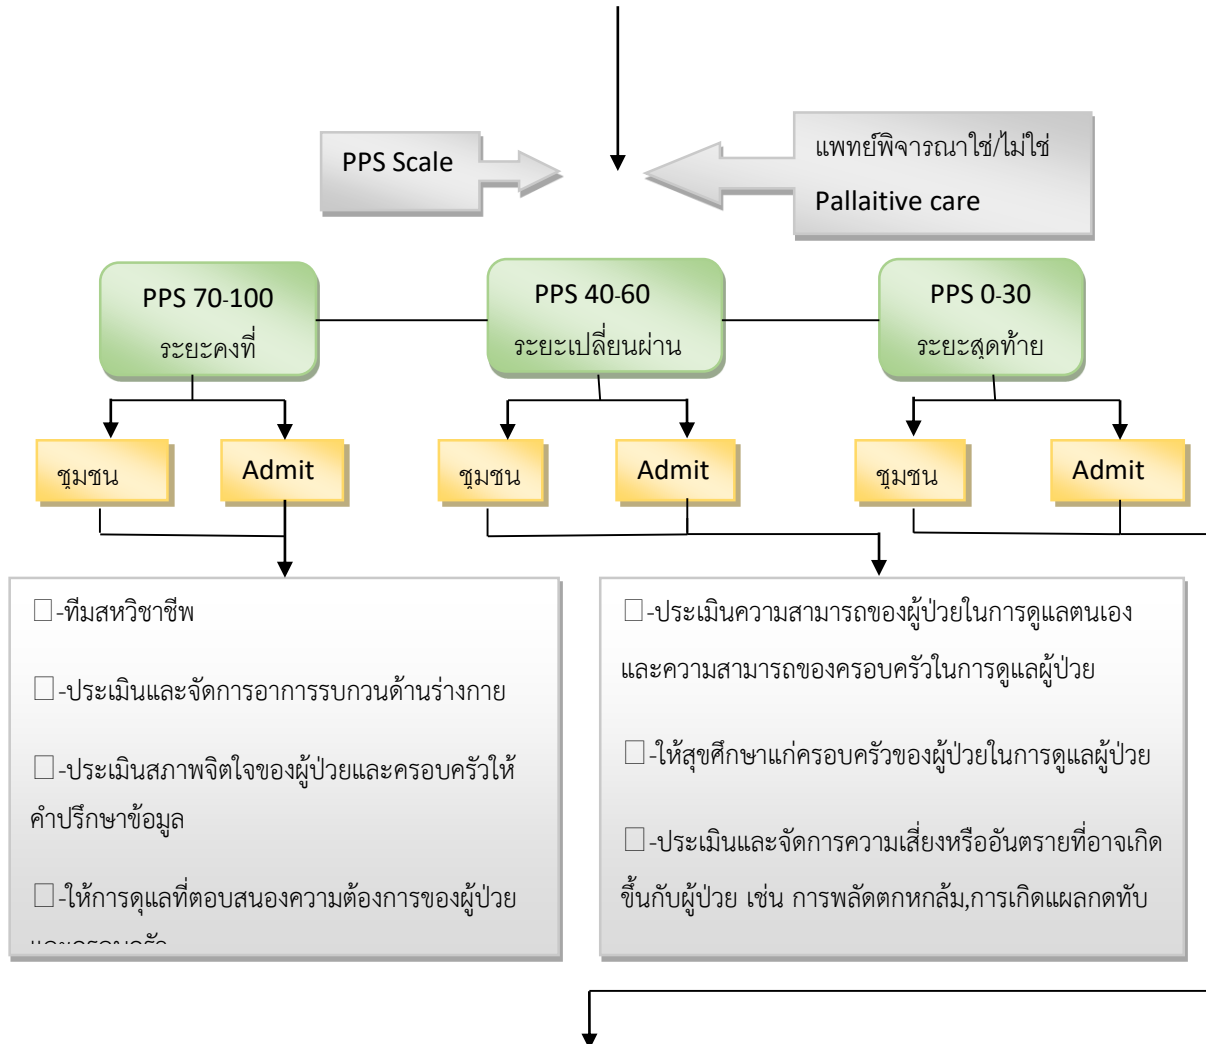 PPS Scale
แพทย์พิจารณาใช่/ไม่ใช่
Pallaitive care
PPS 70-100
ระยะคงที่
PPS 40-60
ระยะเปลี่ยนผ่าน
PPS 0-30
ระยะสุดท้าย
ชุมชน
Admit
ชุมชน
Admit
ชุมชน
Admit
□-ทีมสหวิชาชีพ
□-ประเมินและจัดการอาการรบกวนด้านร่างกาย
□-ประเมินสภาพจิตใจของผู้ป่วยและครอบครัวให้
คำปรึกษาข้อมูล
□-ให้การดุแลที่ตอบสนองความต้องการของผู้ป่วย
□-ประเมินความสามารถของผู้ป่วยในการดูแลตนเอง
และความสามารถของครอบครัวในการดูแลผู้ป่วย
□-ให้สุขศึกษาแก่ครอบครัวของผู้ป่วยในการดูแลผู้ป่วย
□-ประเมินและจัดการความเสี่ยงหรืออันตรายที่อาจเกิด
ขึ้นกับผู้ป่วย เช่น การพลัดตกหกล้ม,การเกิดแผลกดทับ